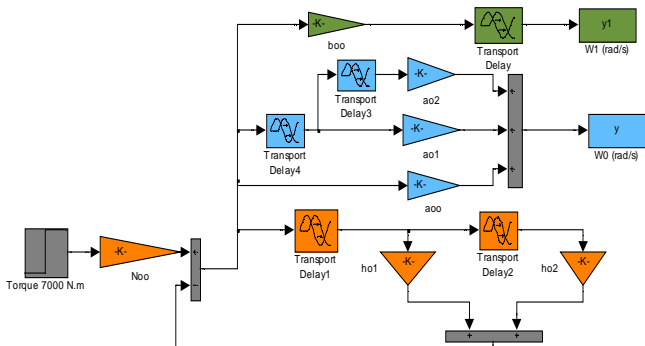 -K-
boo
Transport
Delay
y1
W1 (rad/s)
Transport
Delay3
-K-
ao2
Transport
Delay4
-K-
ao1
y
W0 (rad/s)
-K-
aoo
Torque 7000 N.m
-K-
Noo
Transport
Delay1
-K-
ho1
Transport
Delay2
-K-
ho2
+
+